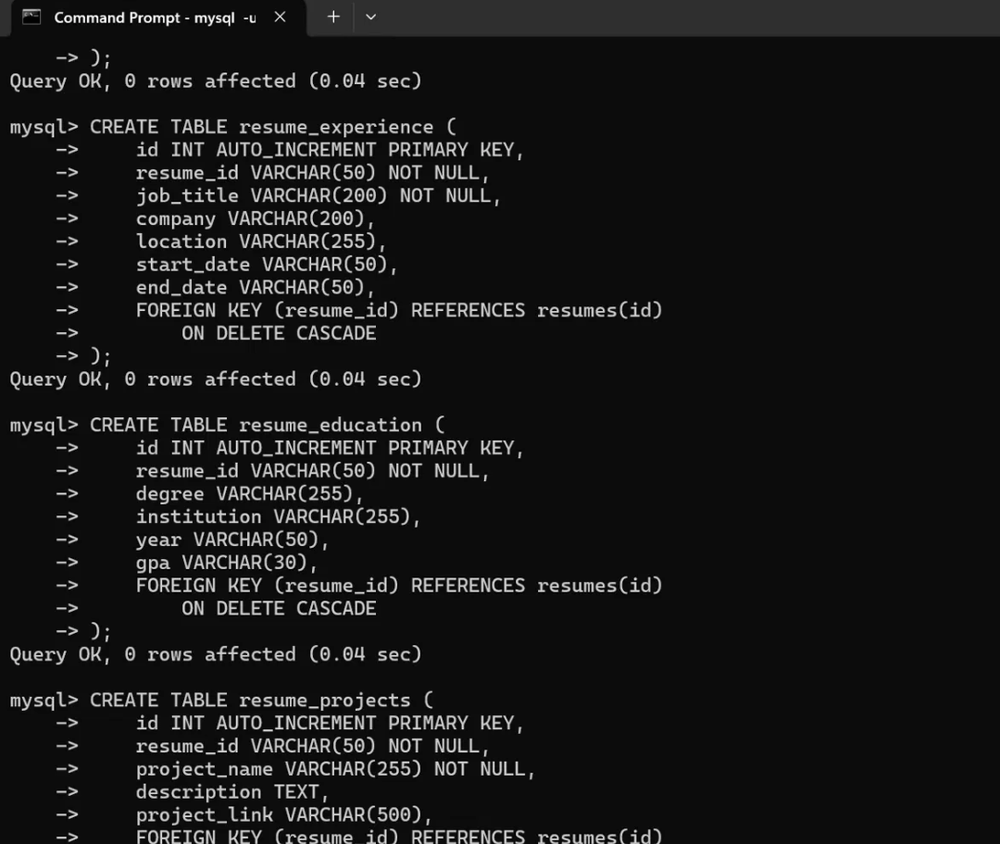 Command Prompt - mysql -u
-> );
Query OK, 0 rows affected (0.04 sec)
mysql> CREATE TABLE resume_experience (
-> id INT AUTO_INCREMENT PRIMARY KEY,
-> resume_id VARCHAR(50) NOT NULL,
-> job_title VARCHAR(200) NOT NULL,
-> company VARCHAR(200),
-> location VARCHAR(255),
-> start_date VARCHAR(50),
-> end_date VARCHAR(50),
-> FOREIGN KEY (resume_id) REFERENCES resumes(id)
-> ON DELETE CASCADE
-> );
Query OK, 0 rows affected (0.04 sec)
mysql> CREATE TABLE resume_education (
-> id INT AUTO_INCREMENT PRIMARY KEY,
-> resume_id VARCHAR(50) NOT NULL,
-> degree VARCHAR(255),
-> institution VARCHAR(255),
-> year VARCHAR(50),
-> gpa VARCHAR(30),
-> FOREIGN KEY (resume_id) REFERENCES resumes(id)
-> ON DELETE CASCADE
-> );
Query OK, 0 rows affected (0.04 sec)
mysql> CREATE TABLE resume_projects (
-> id INT AUTO_INCREMENT PRIMARY KEY,
-> resume_id VARCHAR(50) NOT NULL,
-> project_name VARCHAR(255) NOT NULL,
-> description TEXT,
-> project_link VARCHAR(500),
-> FOREIGN KEY (resume_id) REFERENCES resumes(id)